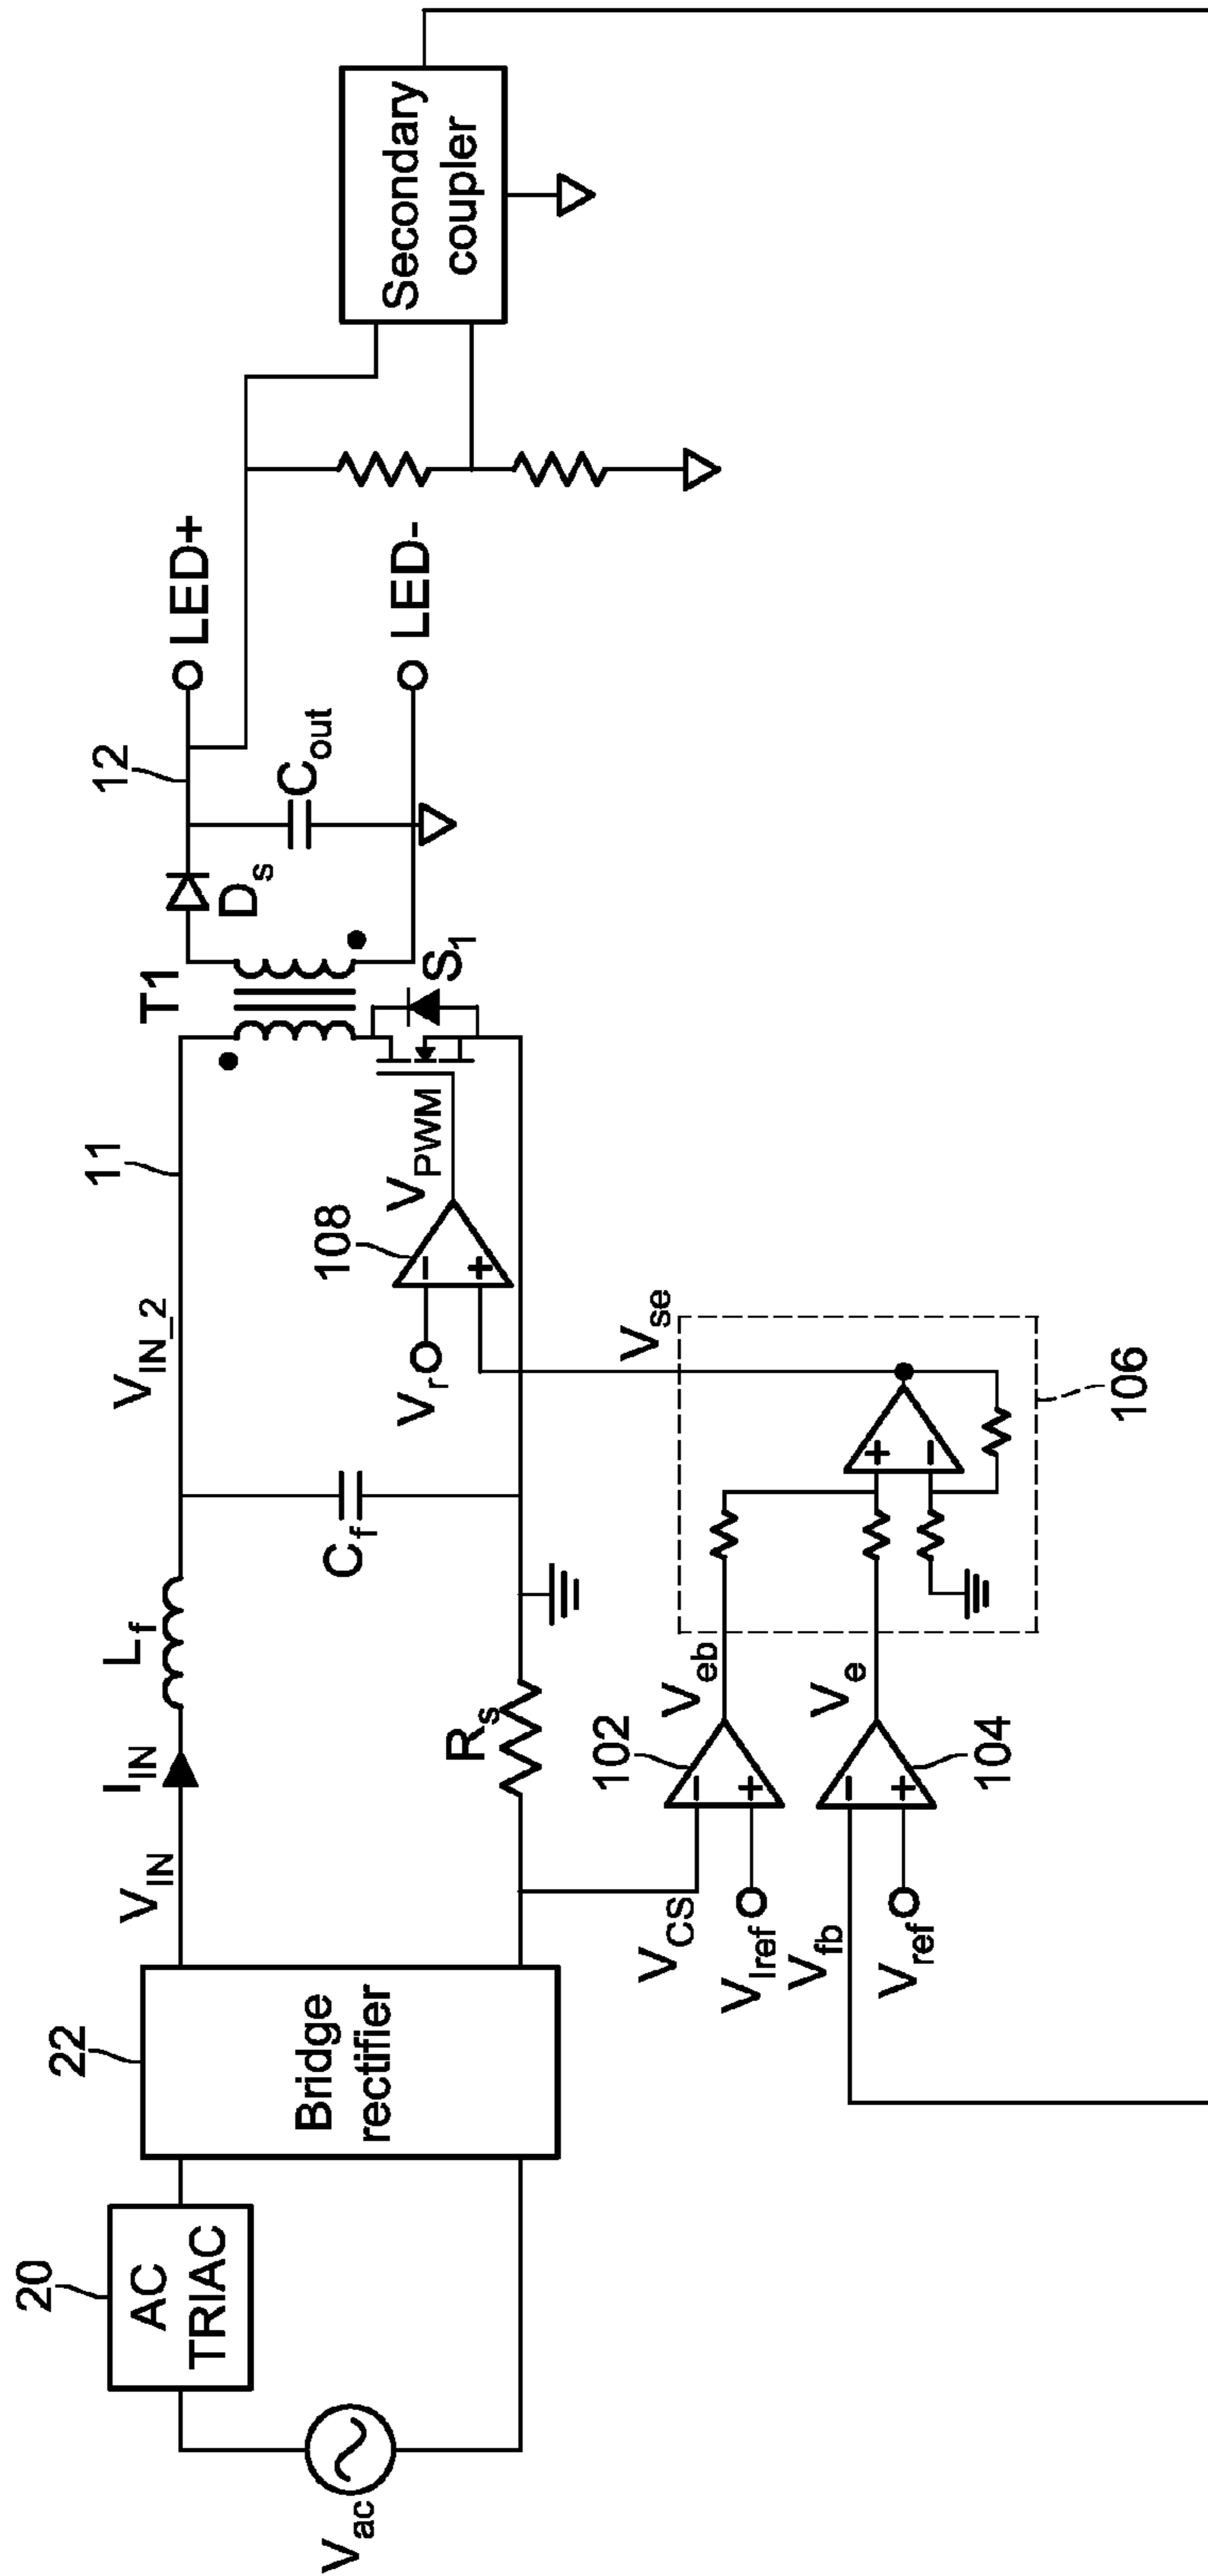 V_ac
20
AC
TRIAC
22
Bridge
rectifier
V_IN
I_IN
L_f
V_IN_2
11
T1
D_s
12
C_out
LED+
LED-
Secondary
coupler
R_s
C_f
V_r
-
+
108
V_PWM
S_1
V_CS
V_Iref
-
+
102
V_eb
V_fb
V_ref
-
+
104
V_e
+
-
106
V_se